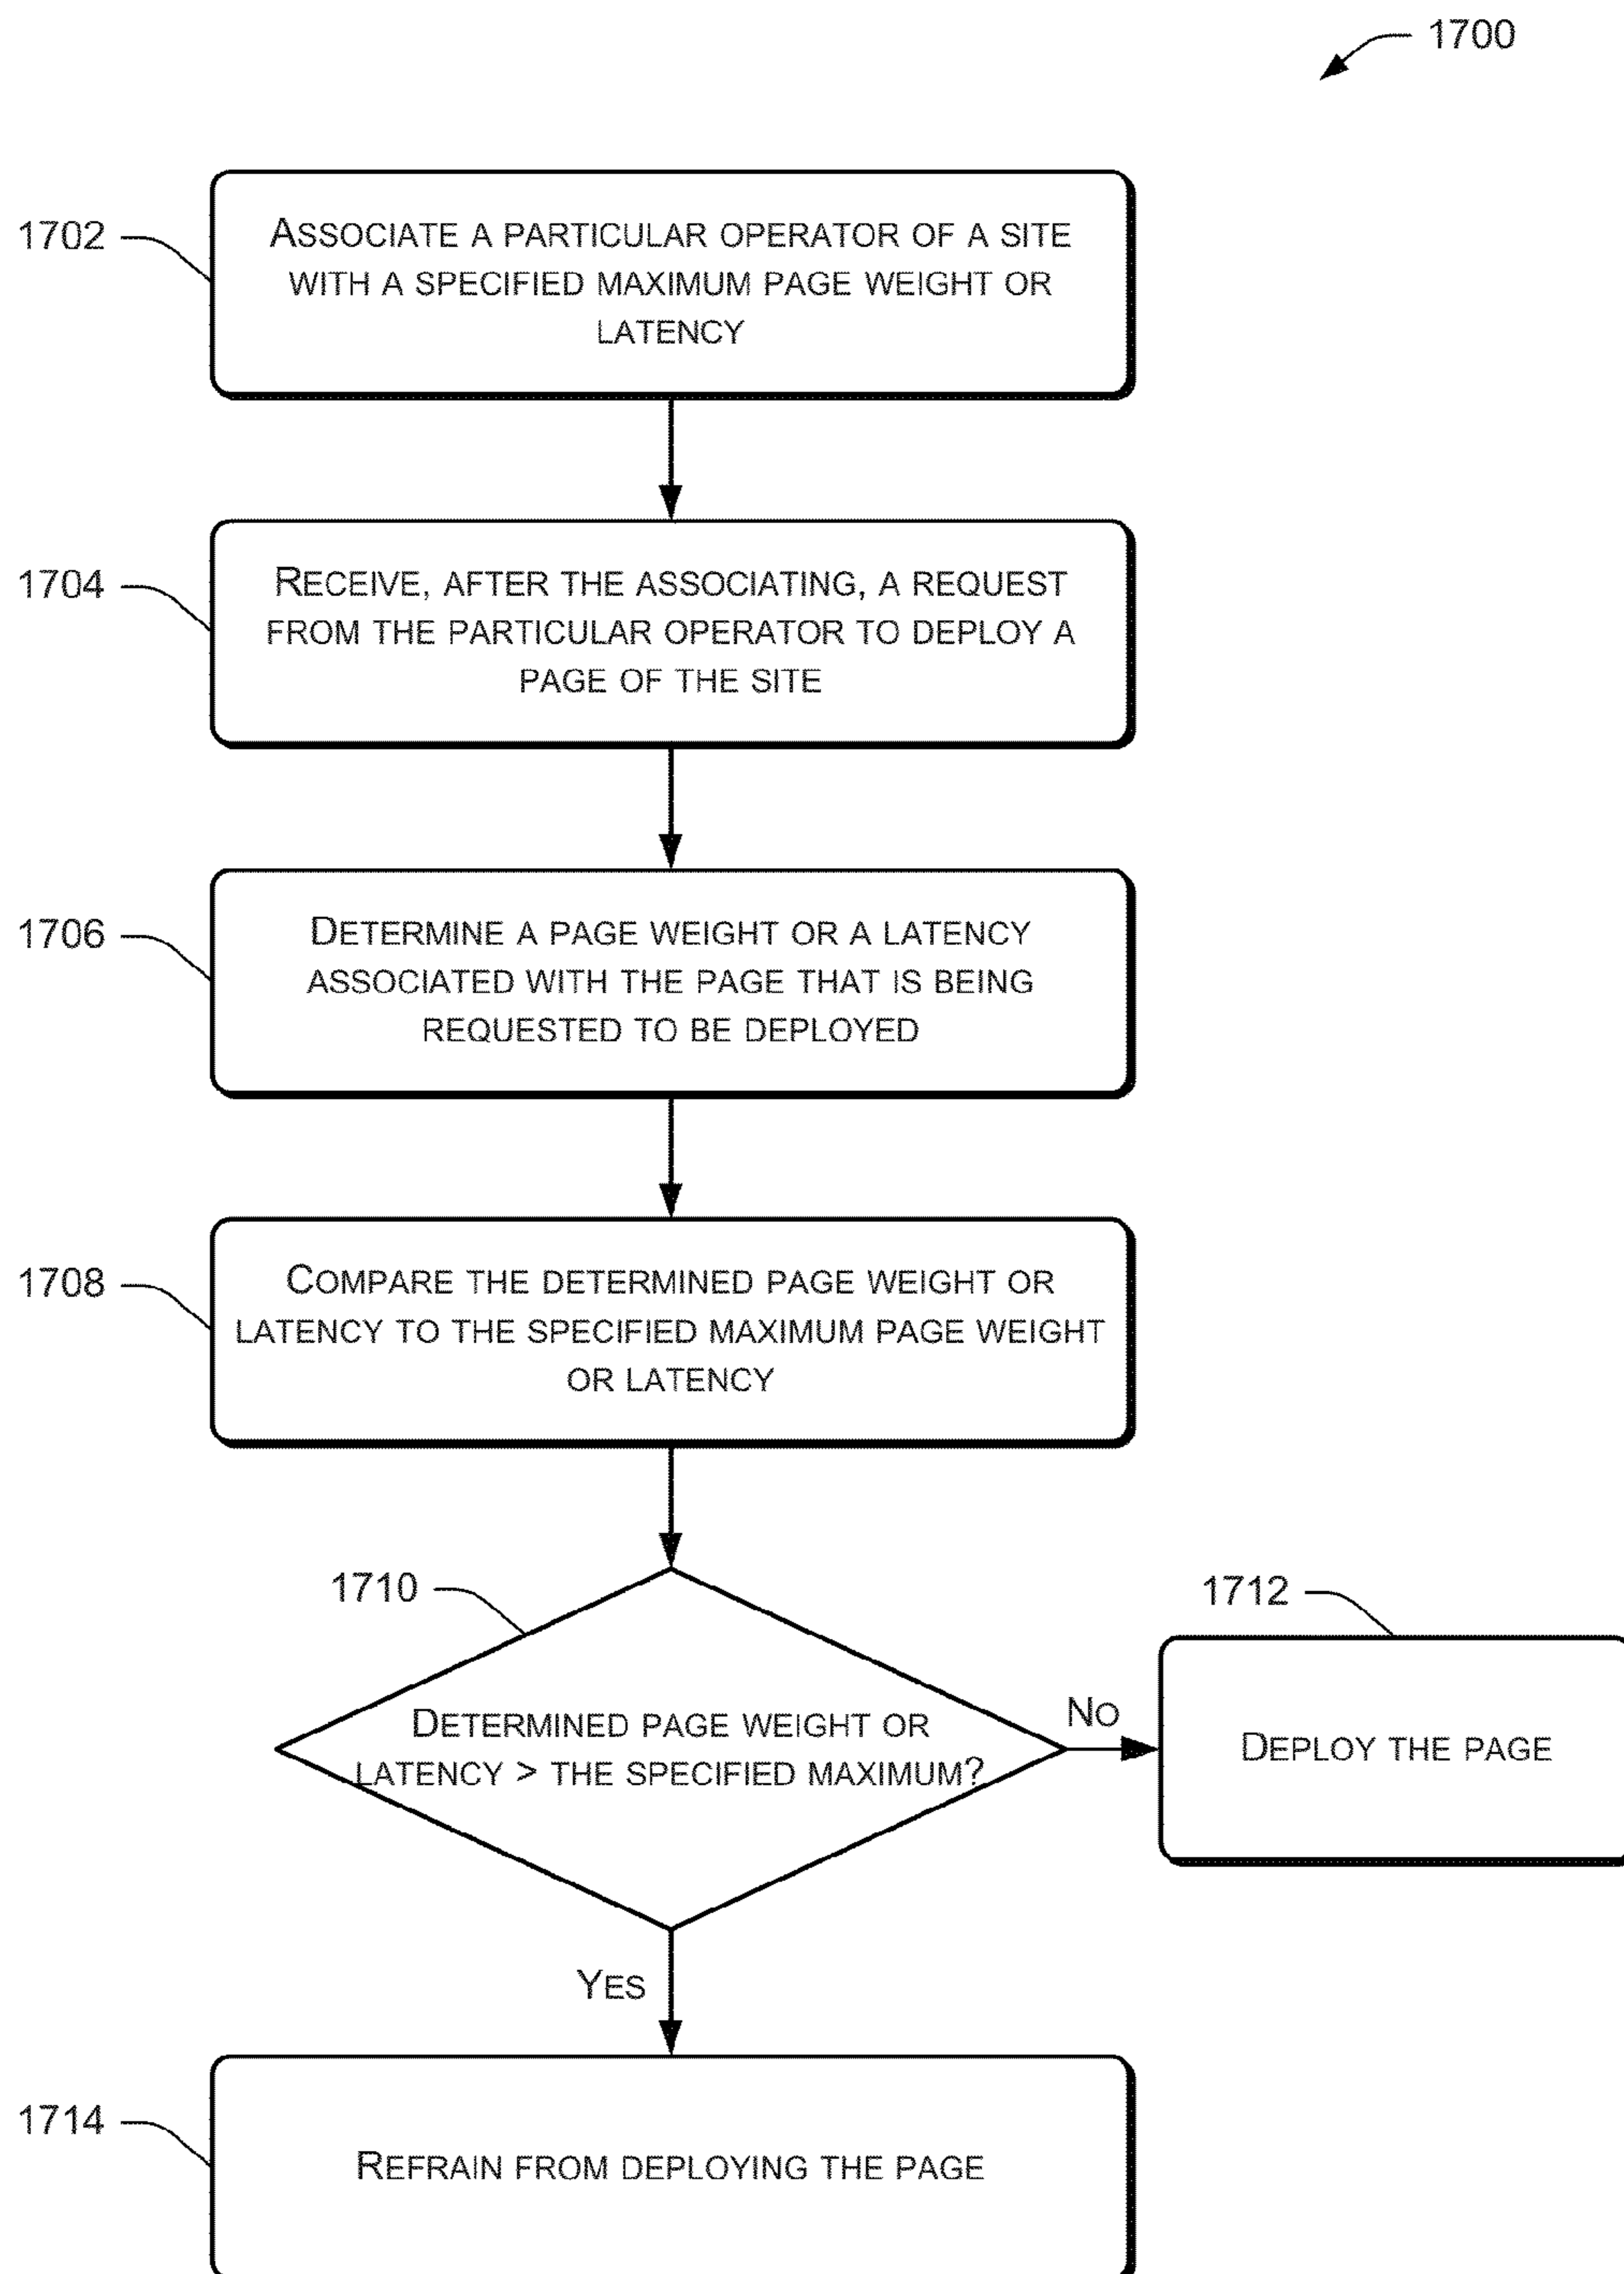 1700
1702
ASSOCIATE A PARTICULAR OPERATOR OF A SITE
WITH A SPECIFIED MAXIMUM PAGE WEIGHT OR
LATENCY
1704
RECEIVE, AFTER THE ASSOCIATING, A REQUEST
FROM THE PARTICULAR OPERATOR TO DEPLOY A
PAGE OF THE SITE
1706
DETERMINE A PAGE WEIGHT OR A LATENCY
ASSOCIATED WITH THE PAGE THAT IS BEING
REQUESTED TO BE DEPLOYED
1708
COMPARE THE DETERMINED PAGE WEIGHT OR
LATENCY TO THE SPECIFIED MAXIMUM PAGE WEIGHT
OR LATENCY
1710
DETERMINED PAGE WEIGHT OR
LATENCY > THE SPECIFIED MAXIMUM?
NO
1712
DEPLOY THE PAGE
YES
1714
REFRAIN FROM DEPLOYING THE PAGE